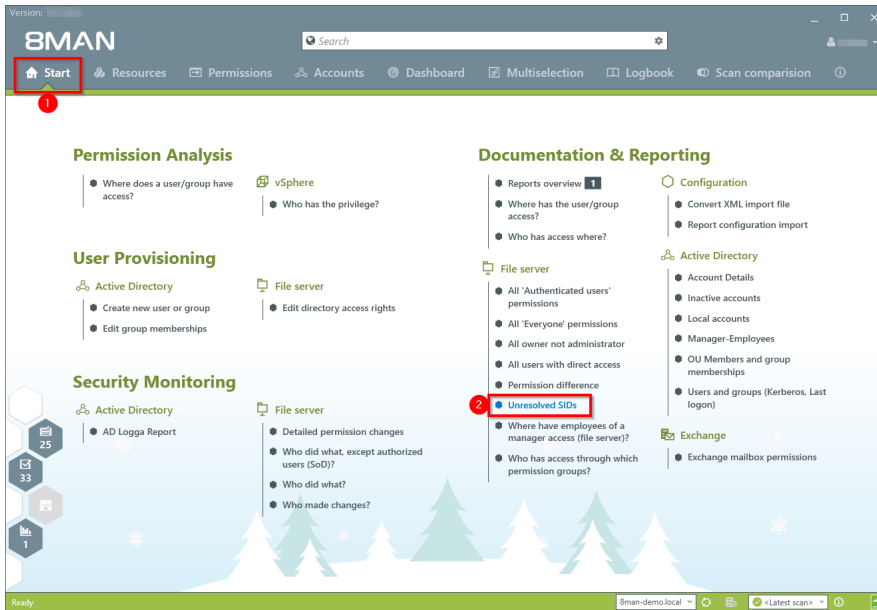 Version:
8MAN
Search
Start
Resources
Permissions
Accounts
Dashboard
Multiselection
Logbook
Scan comparision
1
Permission Analysis
Where does a user/group have
access?
vSphere
Who has the privilege?
User Provisioning
Active Directory
Create new user or group
Edit group memberships
File server
Edit directory access rights
Security Monitoring
Active Directory
AD Logga Report
File server
Detailed permission changes
Who did what, except authorized
users (SoD)?
Who did what?
Who made changes?
Documentation & Reporting
Reports overview 1
Where has the user/group
access?
Who has access where?
File server
All 'Authenticated users'
permissions
All 'Everyone' permissions
All owner not administrator
All users with direct access
Permission difference
2
Unresolved SIDs
Where have employees of a
manager access (file server)?
Who has access through which
permission groups?
Configuration
Convert XML import file
Report configuration import
Active Directory
Account Details
Inactive accounts
Local accounts
Manager-Employees
OU Members and group
memberships
Users and groups (Kerberos, Last
logon)
Exchange
Exchange mailbox permissions
25
33
1
Ready
8man-demo.local
<Latest scan>